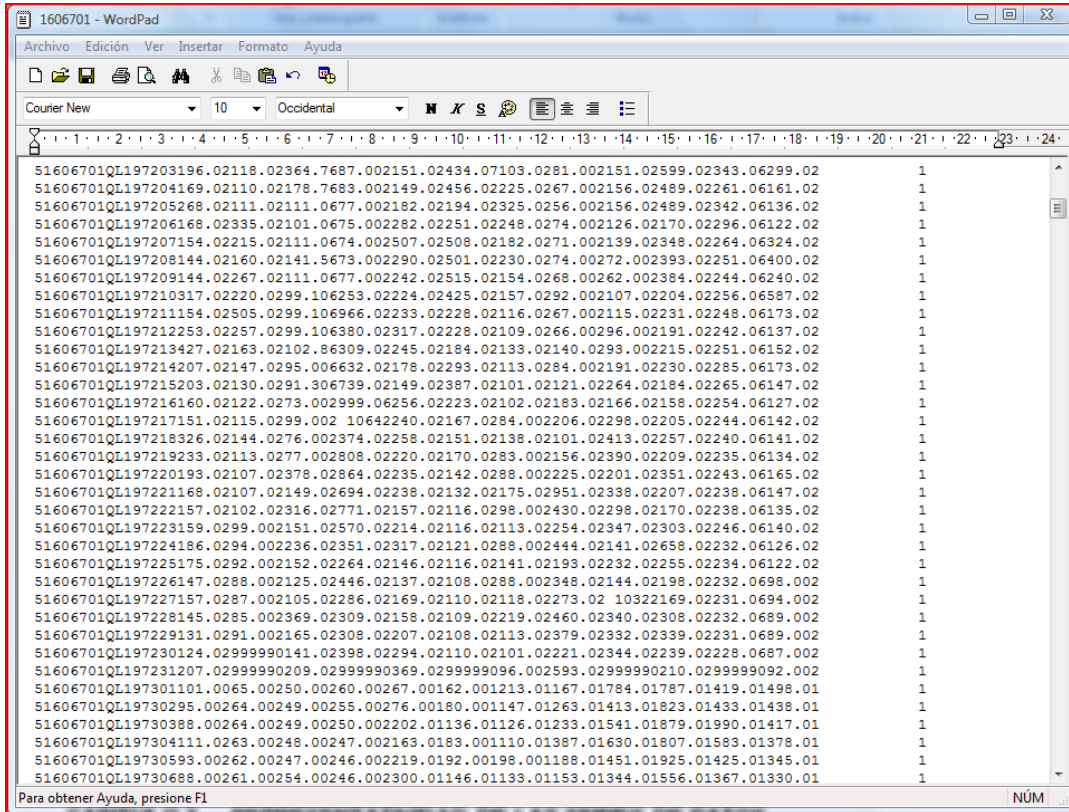 1606701 - WordPad
Archivo Edición Ver Insertar Formato Ayuda
Courier New 10 Occidental N K S
1 2 3 4 5 6 7 8 9 10 11 12 13 14 15 16 17 18 19 20 21 22 23 24
51606701QL197203196.02118.02364.7687.002151.02434.07103.0281.002151.02599.02343.06299.02 1
51606701QL197204169.02110.02178.7683.002149.02456.02225.0267.002156.02489.02261.06161.02 1
51606701QL197205268.02111.02111.0677.002182.02194.02325.0256.002156.02489.02342.06136.02 1
51606701QL197206168.02335.02101.0675.002282.02251.02248.0274.002126.02170.02296.06122.02 1
51606701QL197207154.02215.02111.0674.002507.02508.02182.0271.002139.02348.02264.06324.02 1
51606701QL197208144.02160.02141.5673.002290.02501.02230.0274.00272.002393.02251.06400.02 1
51606701QL197209144.02267.02111.0677.002242.02515.02154.0268.00262.002384.02244.06240.02 1
51606701QL197210317.02220.0299.106253.02224.02425.02157.0292.002107.02204.02256.06587.02 1
51606701QL197211154.02505.0299.106966.02233.02228.02116.0267.002115.02231.02248.06173.02 1
51606701QL197212253.02257.0299.106380.02317.02228.02109.0266.00296.002191.02242.06137.02 1
51606701QL197213427.02163.02102.86309.02245.02184.02133.02140.0293.002215.02251.06152.02 1
51606701QL197214207.02147.0295.006632.02178.02293.02113.0284.002191.02230.02285.06173.02 1
51606701QL197215203.02130.0291.306739.02149.02387.02101.02121.02264.02184.02265.06147.02 1
51606701QL197216160.02122.0273.002999.06256.02223.02102.02183.02166.02158.02254.06127.02 1
51606701QL197217151.02115.0299.002 10642240.02167.0284.002206.02298.02205.02244.06142.02 1
51606701QL197218326.02144.0276.002374.02258.02151.02138.02101.02413.02257.02240.06141.02 1
51606701QL197219233.02113.0277.002808.02220.02170.0283.002156.02390.02209.02235.06134.02 1
51606701QL197220193.02107.02378.02864.02235.02142.0288.002225.02201.02351.02243.06165.02 1
51606701QL197221168.02107.02149.02694.02238.02132.02175.02951.02338.02207.02238.06147.02 1
51606701QL197222157.02102.02316.02771.02157.02116.0298.002430.02298.02170.02238.06135.02 1
51606701QL197223159.0299.002151.02570.02214.02116.02113.02254.02347.02303.02246.06140.02 1
51606701QL197224186.0294.002236.02351.02317.02121.0288.002444.02141.02658.02232.06126.02 1
51606701QL197225175.0292.002152.02264.02146.02116.02141.02193.02232.02255.02234.06122.02 1
51606701QL197226147.0288.002125.02446.02137.02108.0288.002348.02144.02198.02232.0698.002 1
51606701QL197227157.0287.002105.02286.02169.02110.02118.02273.02 10322169.02231.0694.002 1
51606701QL197228145.0285.002369.02309.02158.02109.02219.02460.02340.02308.02232.0689.002 1
51606701QL197229131.0291.002165.02308.02207.02108.02113.02379.02332.02339.02231.0689.002 1
51606701QL197230124.02999990141.02398.02294.02110.02101.02221.02344.02239.02228.0687.002 1
51606701QL197231207.02999990209.02999990369.0299999096.002593.02999990210.0299999092.002 1
51606701QL197301101.0065.00250.00260.00267.00162.001213.01167.01784.01787.01419.01498.01 1
51606701QL19730295.00264.00249.00255.00276.00180.001147.01263.01413.01823.01433.01438.01 1
51606701QL19730388.00264.00249.00250.002202.01136.01126.01233.01541.01879.01990.01417.01 1
51606701QL197304111.0263.00248.00247.002163.0183.001110.01387.01630.01807.01583.01378.01 1
51606701QL19730593.00262.00247.00246.002219.0192.00198.001188.01451.01925.01425.01345.01 1
51606701QL19730688.00261.00254.00246.002300.01146.01133.01153.01344.01556.01367.01330.01 1
Para obtener Ayuda, presione F1 NÚM